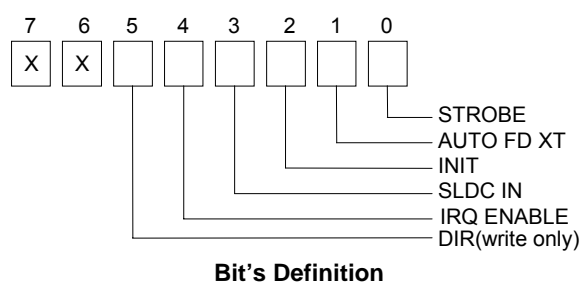 7 6 5 4 3 2 1 0
X X
STROBE
AUTO FD XT
INIT
SLDC IN
IRQ ENABLE
DIR(write only)
Bit's Definition